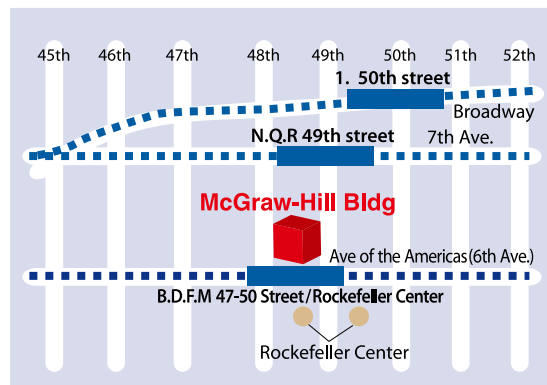 45th 46th 47th 48th 49th 50th 51th 52th
1. 50th street
Broadway
N.Q.R 49th street
7th Ave.
McGraw-Hill Bldg
Ave of the Americas(6th Ave.)
B.D.F.M 47-50 Street/Rockefeller Center
Rockefeller Center